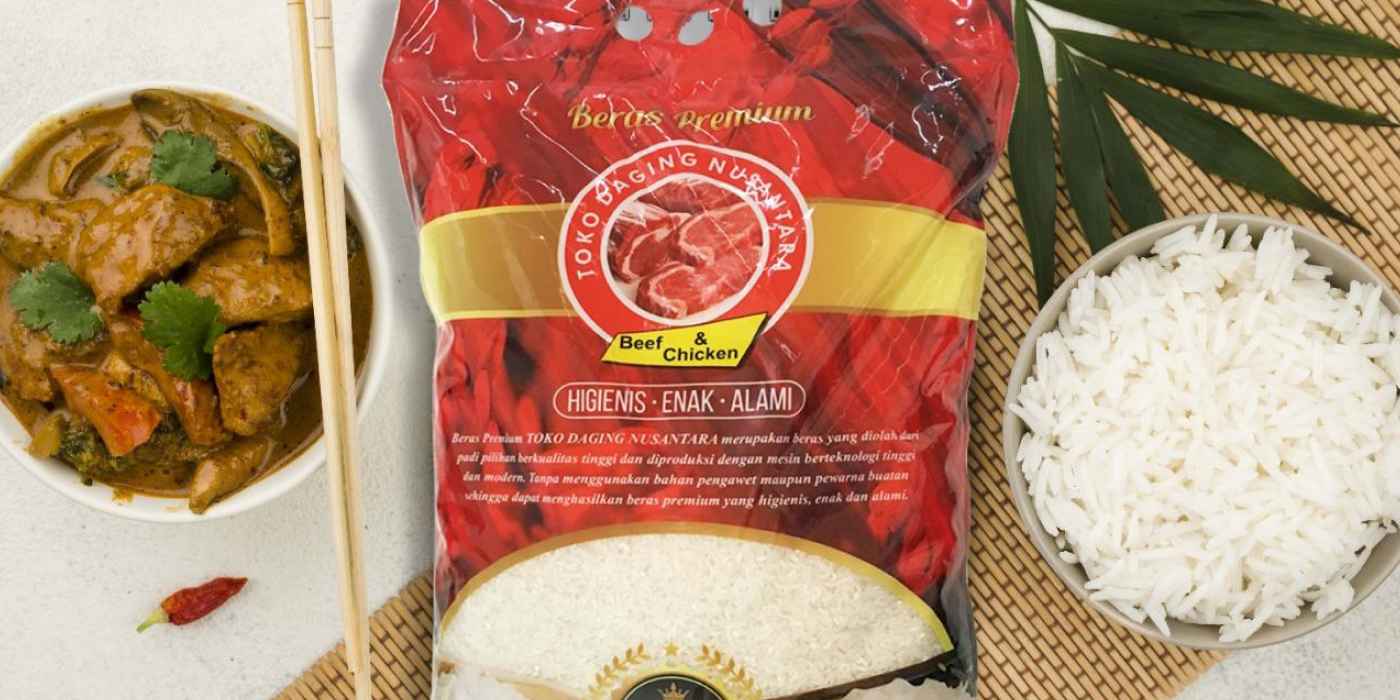 Beras Premium
TOKO DAGING NUSANTARA
Beef &
Chicken
HIGIENIS · ENAK · ALAMI
Beras Premium TOKO DAGING NUSANTARA merupakan beras yang diolah dari
padi pilihan berkualitas tinggi dan diproduksi dengan mesin berteknologi tinggi
dan modern. Tanpa menggunakan bahan pengawet maupun pewarna buatan
sehingga dapat menghasilkan beras premium yang higienis, enak dan alami.